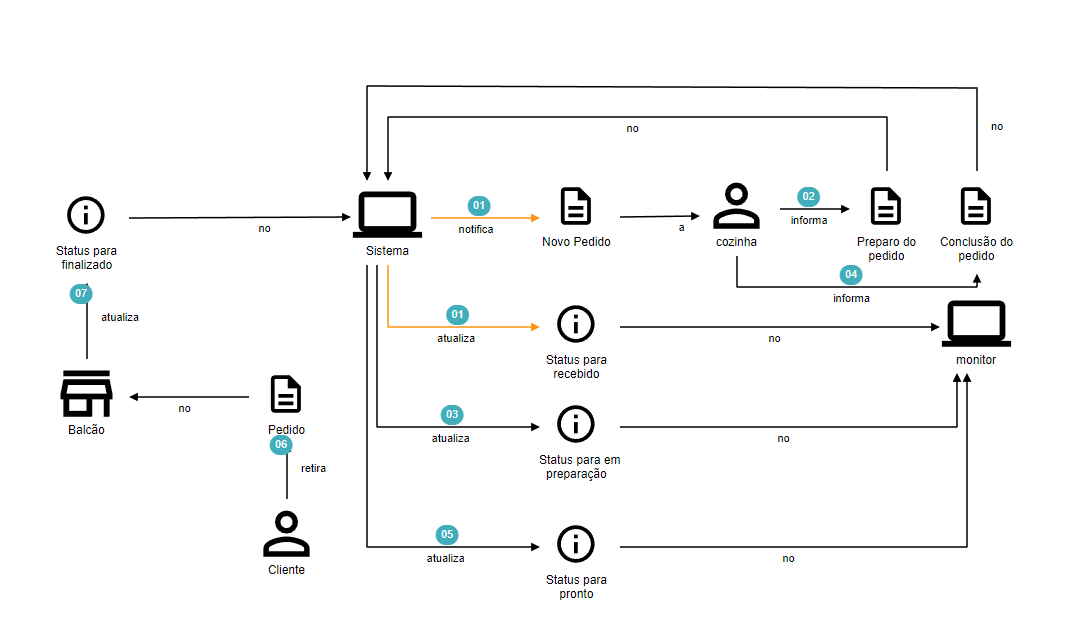 no
no
01
notifica
Novo Pedido
a
cozinha
02
informa
Preparo do
pedido
Conclusão do
pedido
Status para
finalizado
no
Sistema
04
informa
07
atualiza
01
atualiza
Status para
recebido
no
monitor
Balcão
no
Pedido
06
retira
Cliente
03
atualiza
Status para em
preparação
no
05
atualiza
Status para
pronto
no